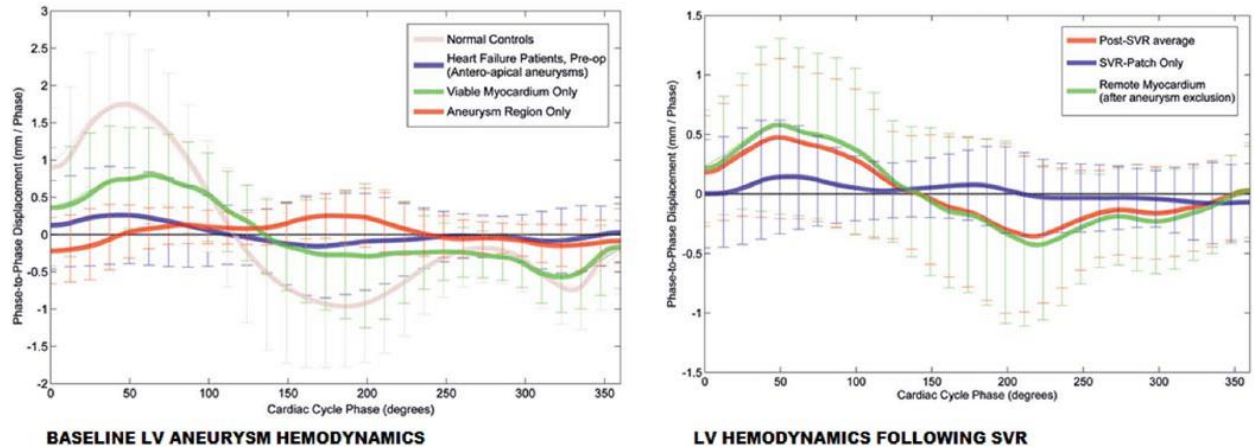 3
2.5
2
1.5
1
0.5
0
-0.5
-1
-1.5
-2
Phase-to-Phase Displacement (mm / Phase)
Normal Controls
Heart Failure Patients, Pre-op
(Antero-apical aneurysms)
Viable Myocardium Only
Aneurysm Region Only
0 50 100 150 200 250 300 350
Cardiac Cycle Phase (degrees)
BASELINE LV ANEURYSM HEMODYNAMICS
1.5
1
0.5
0
-0.5
-1
-1.5
Phase-to-Phase Displacement (mm / Phase)
Post-SVR average
SVR-Patch Only
Remote Myocardium
(after aneurysm exclusion)
0 50 100 150 200 250 300 350
Cardiac Cycle Phase (degrees)
LV HEMODYNAMICS FOLLOWING SVR